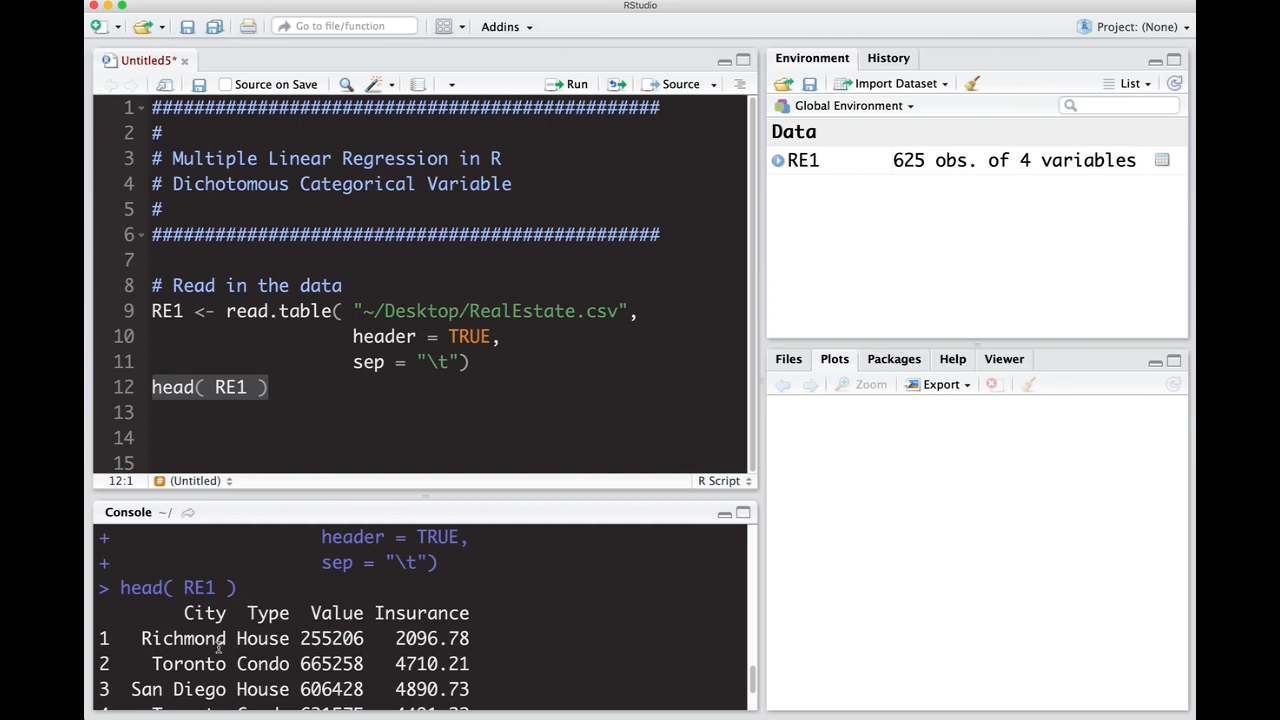 RStudio
Go to file/function
Addins
Project: (None)
Untitled5*
Source on Save
Run
Source
1 ################################################
2 #
3 # Multiple Linear Regression in R
4 # Dichotomous Categorical Variable
5 #
6 ################################################
7
8 # Read in the data
9 RE1 <- read.table( "~/Desktop/RealEstate.csv",
10 header = TRUE,
11 sep = "\t")
12 head( RE1 )
13
14
15
12:1 (Untitled) R Script
Console ~/
+ header = TRUE,
+ sep = "\t")
> head( RE1 )
City Type Value Insurance
1 Richmond House 255206 2096.78
2 Toronto Condo 665258 4710.21
3 San Diego House 606428 4890.73
Environment History
Import Dataset List
Global Environment
Data
RE1 625 obs. of 4 variables
Files Plots Packages Help Viewer
Zoom Export